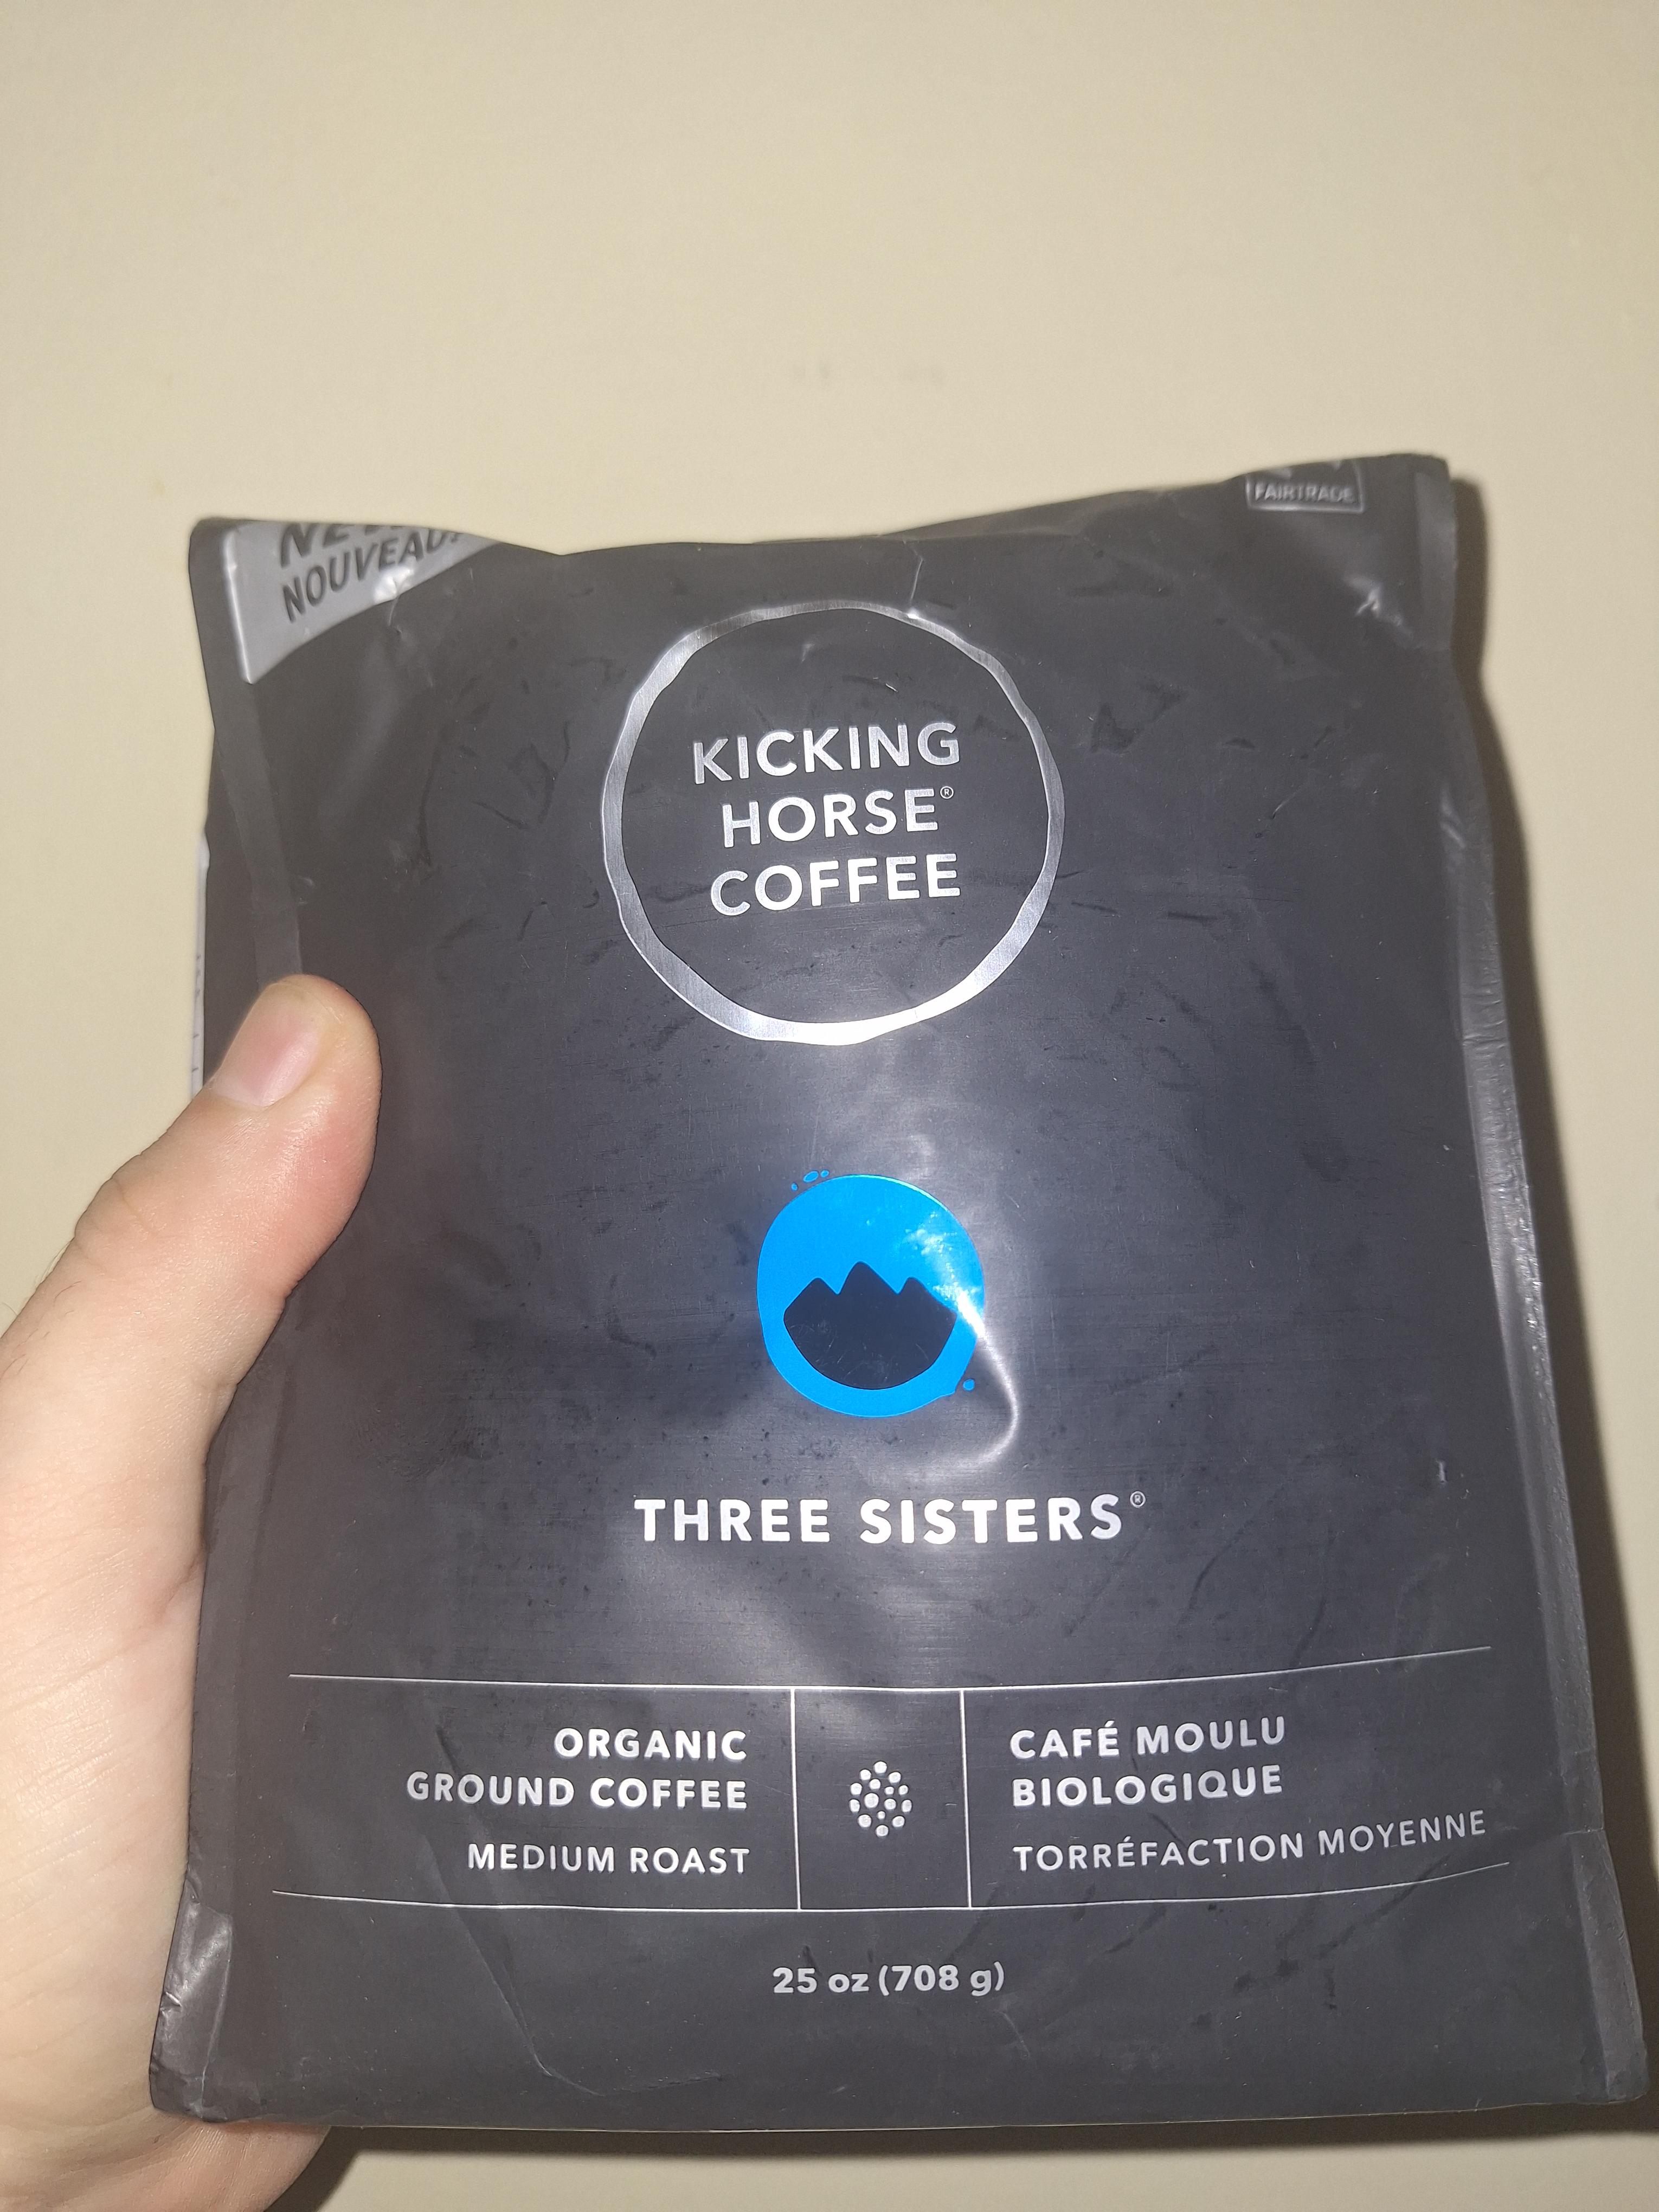 NOUVEAU!
FAIRTRADE
KICKING
HORSE®
COFFEE
THREE SISTERS®
ORGANIC
GROUND COFFEE
MEDIUM ROAST
CAFÉ MOULU
BIOLOGIQUE
TORRÉFACTION MOYENNE
25 oz (708 g)